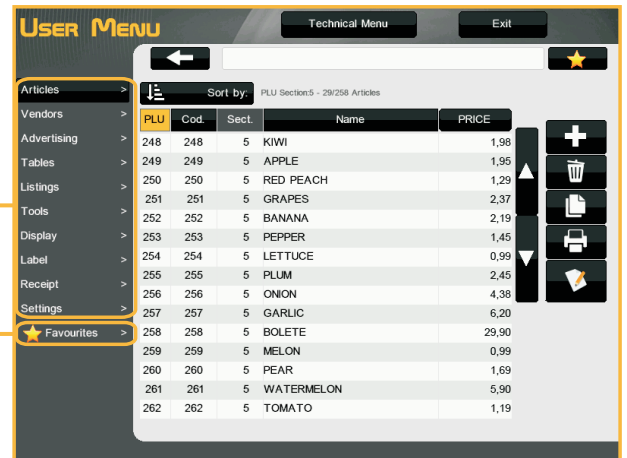 USER MENU
Technical Menu
Exit
Articles >
Vendors >
Advertising >
Tables >
Listings >
Tools >
Display >
Label >
Receipt >
Settings >
Favourites >
Sort by:
PLU Section:5 - 29/258 Articles
PLU Cod. Sect. Name PRICE
248 248 5 KIWI 1,98
249 249 5 APPLE 1,95
250 250 5 RED PEACH 1,29
251 251 5 GRAPES 2,37
252 252 5 BANANA 2,19
253 253 5 PEPPER 1,45
254 254 5 LETTUCE 0,99
255 255 5 PLUM 2,45
256 256 5 ONION 4,38
257 257 5 GARLIC 6,20
258 258 5 BOLETE 29,90
259 259 5 MELON 0,99
260 260 5 PEAR 1,69
261 261 5 WATERMELON 5,90
262 262 5 TOMATO 1,19